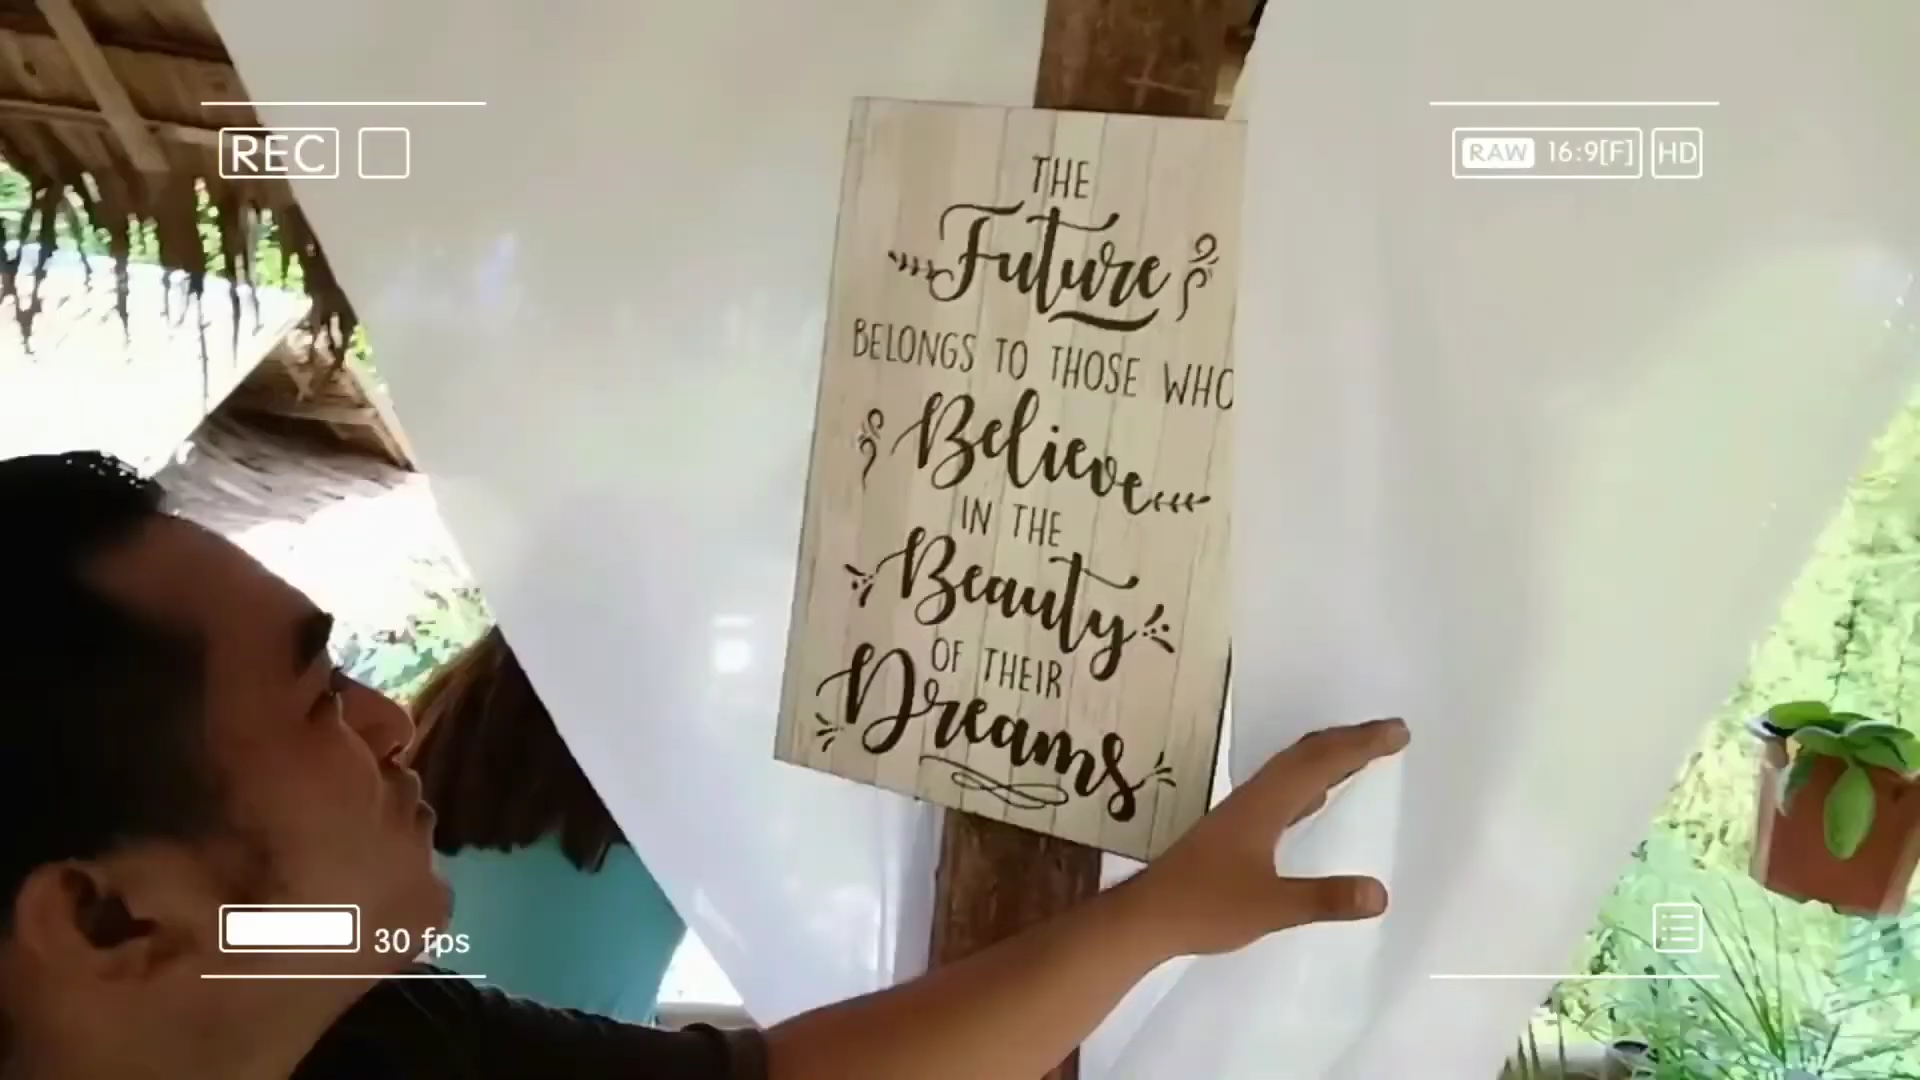 REC
RAW 16:9[F] HD
THE
Future
BELONGS TO THOSE WHO
Believe
IN THE
Beauty
OF THEIR
Dreams
30 fps